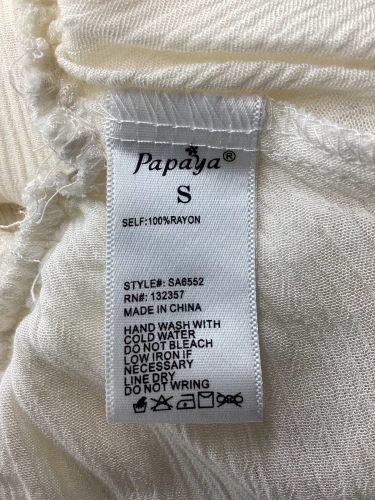 Papaya®
S
SELF:100%RAYON
STYLE#: SA6552
RN#: 132357
MADE IN CHINA
HAND WASH WITH
COLD WATER
DO NOT BLEACH
LOW IRON IF
NECESSARY
LINE DRY
DO NOT WRING